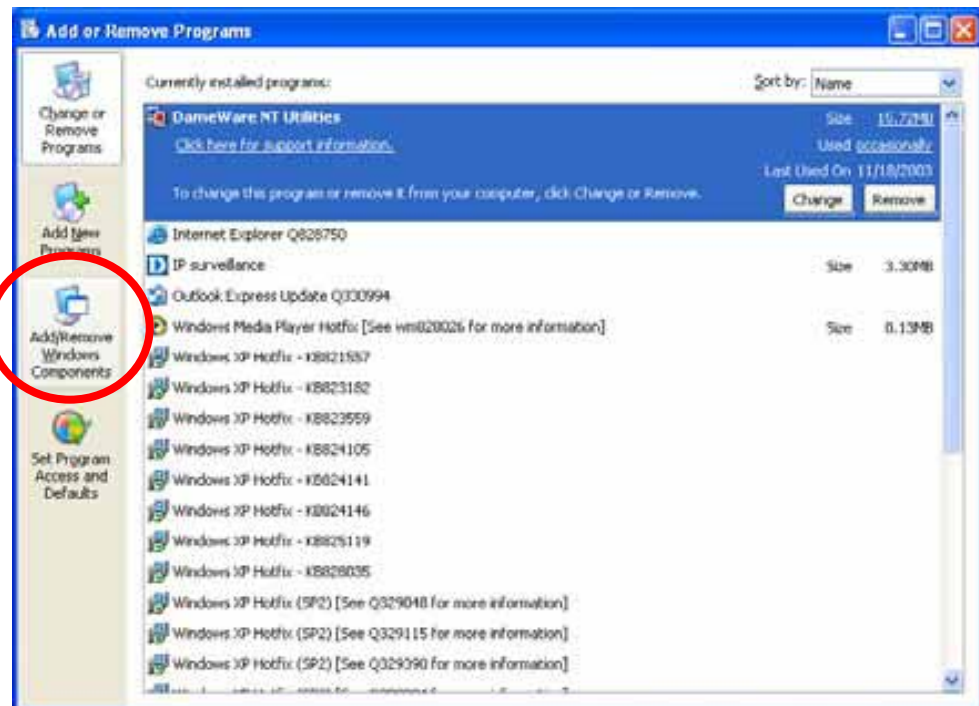 Add or Remove Programs
Change or
Remove
Programs
Add New
Programs
Add/Remove
Windows
Components
Set Program
Access and
Defaults
Currently installed programs:
Sort by: Name
DameWare NT Utilities
Size 15.72MB
Click here for support information.
Used occasionally
Last Used On 11/18/2003
To change this program or remove it from your computer, click Change or Remove.
Change Remove
Internet Explorer Q828750
IP surveillance Size 3.30MB
Outlook Express Update Q330994
Windows Media Player Hotfix [See wm828026 for more information] Size 0.13MB
Windows XP Hotfix - KB821557
Windows XP Hotfix - KB823182
Windows XP Hotfix - KB823559
Windows XP Hotfix - KB824105
Windows XP Hotfix - KB824141
Windows XP Hotfix - KB824146
Windows XP Hotfix - KB825119
Windows XP Hotfix - KB828035
Windows XP Hotfix (SP2) [See Q329048 for more information]
Windows XP Hotfix (SP2) [See Q329115 for more information]
Windows XP Hotfix (SP2) [See Q329390 for more information]